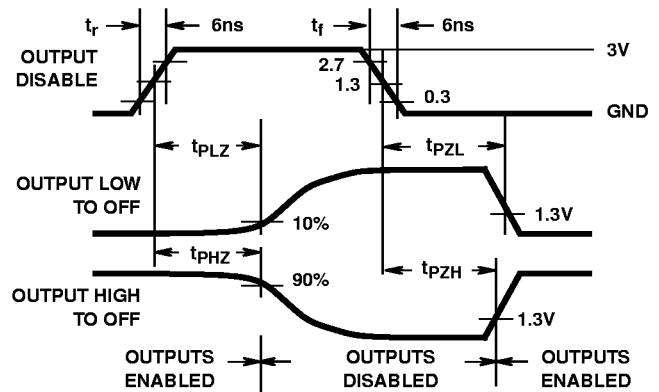 tr 6ns tf 6ns
OUTPUT
DISABLE
3V
2.7
1.3
0.3
GND
tPLZ tPZL
OUTPUT LOW
TO OFF
10%
1.3V
tPHZ tPZH
90%
OUTPUT HIGH
TO OFF
1.3V
OUTPUTS
ENABLED
OUTPUTS
DISABLED
OUTPUTS
ENABLED